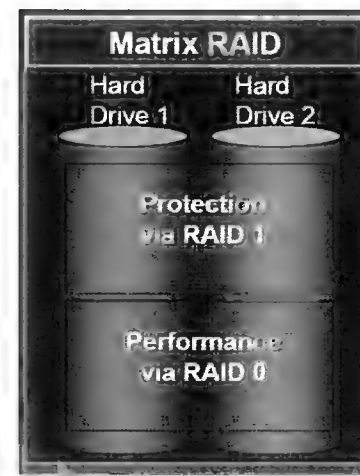 Matrix RAID
Hard Hard
Drive 1 Drive 2
Protection
via RAID 1
Performance
via RAID 0